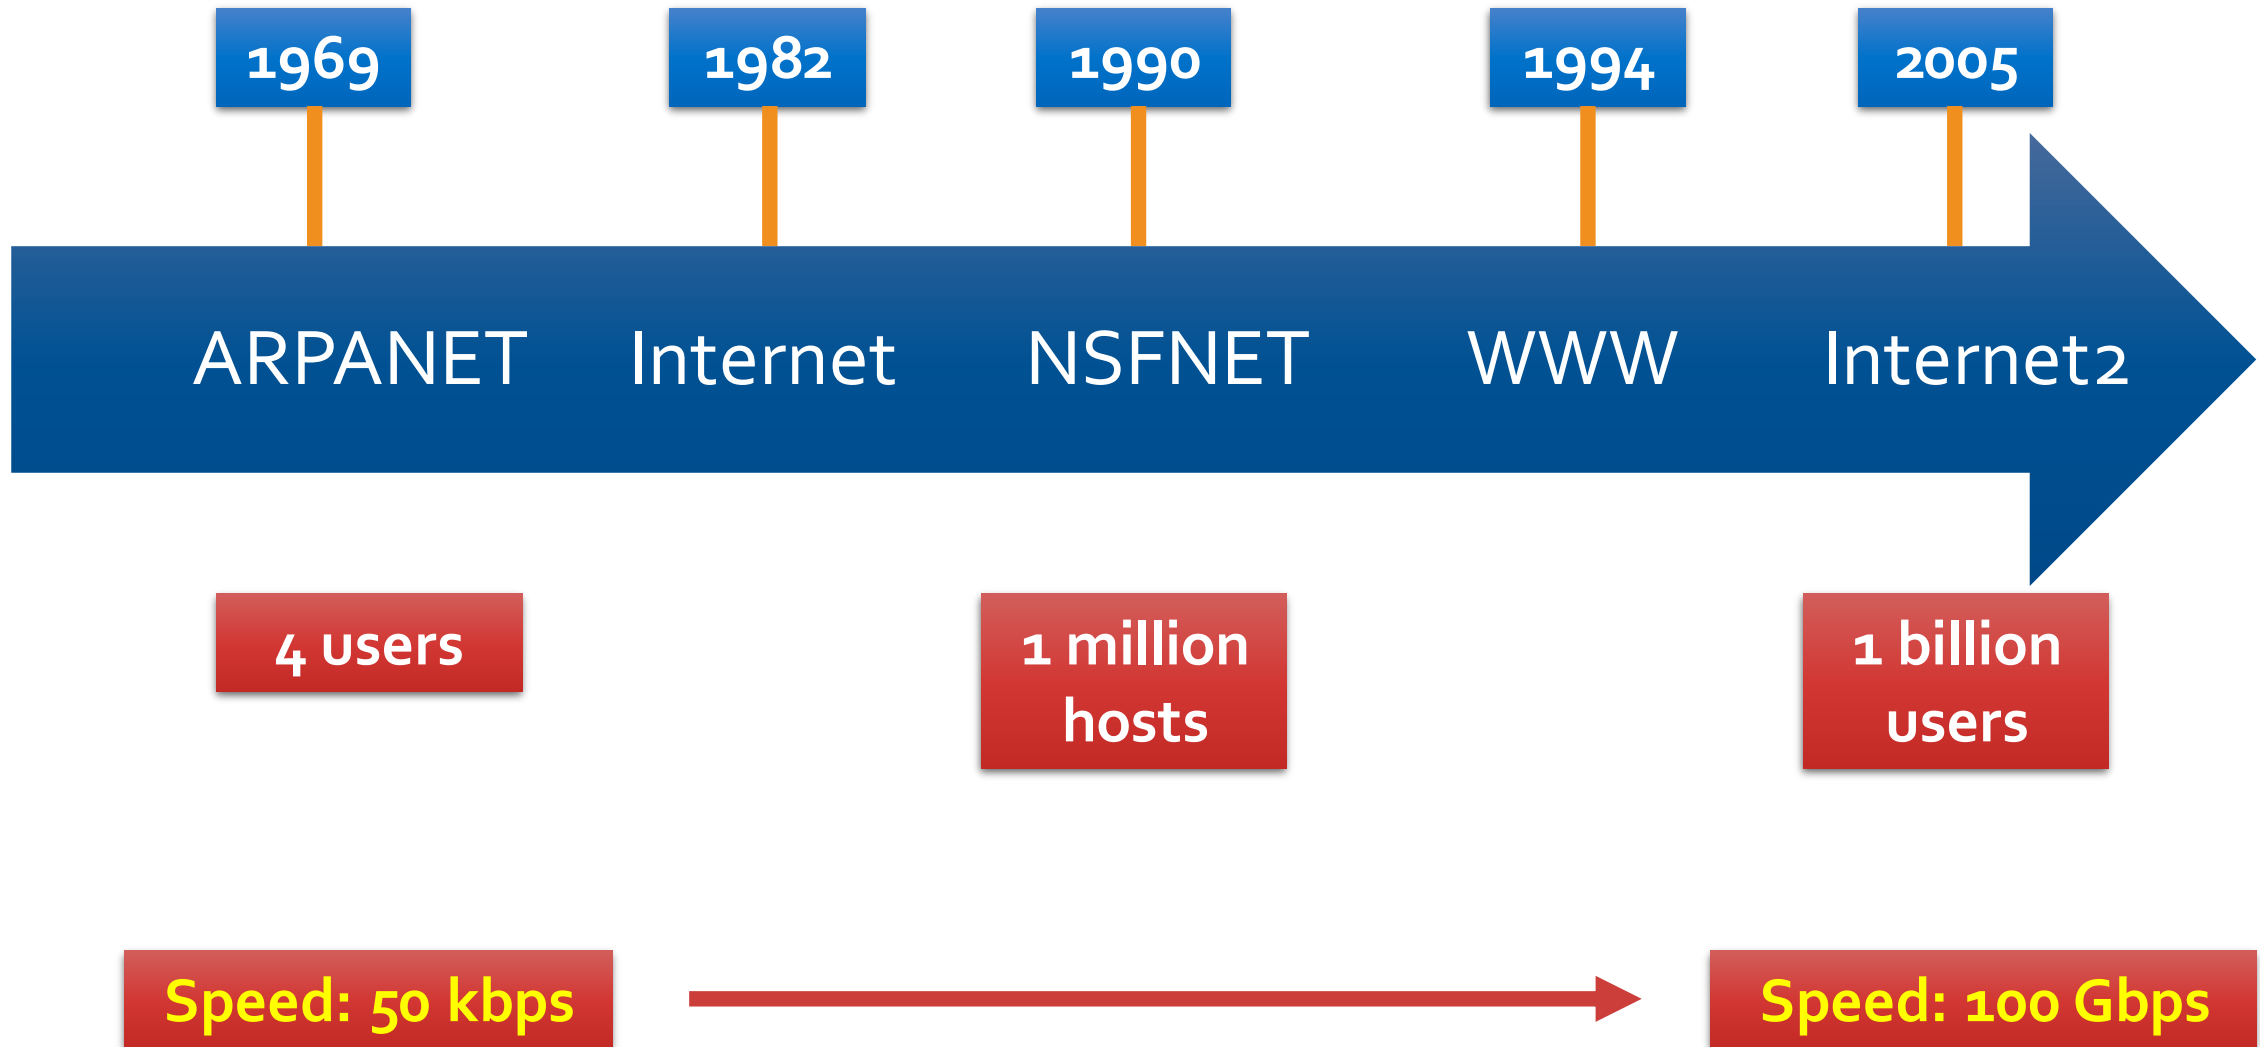 1969
1982
1990
1994
2005
ARPANET
Internet
NSFNET
WWW
Internet2
4 users
1 million
hosts
1 billion
users
Speed: 50 kbps
Speed: 100 Gbps